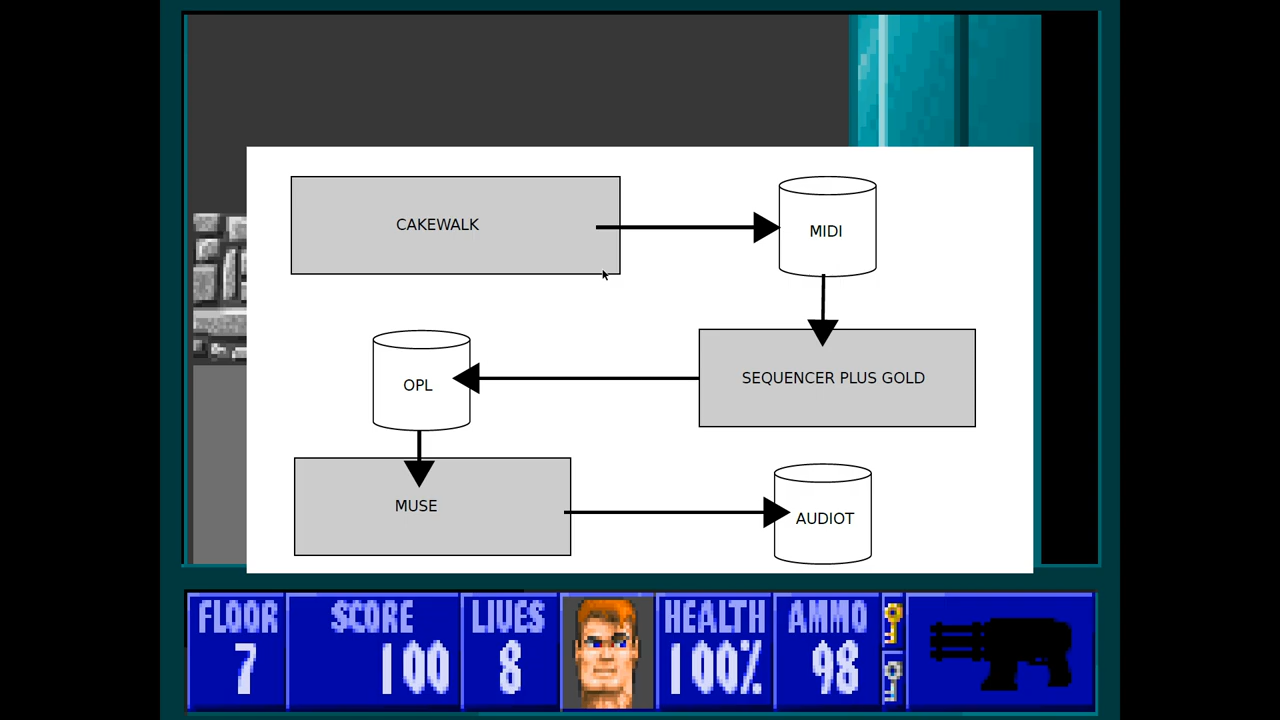 CAKEWALK
MIDI
OPL
SEQUENCER PLUS GOLD
MUSE
AUDIOT
FLOOR SCORE LIVES HEALTH AMMO
7 100 8 100% 98